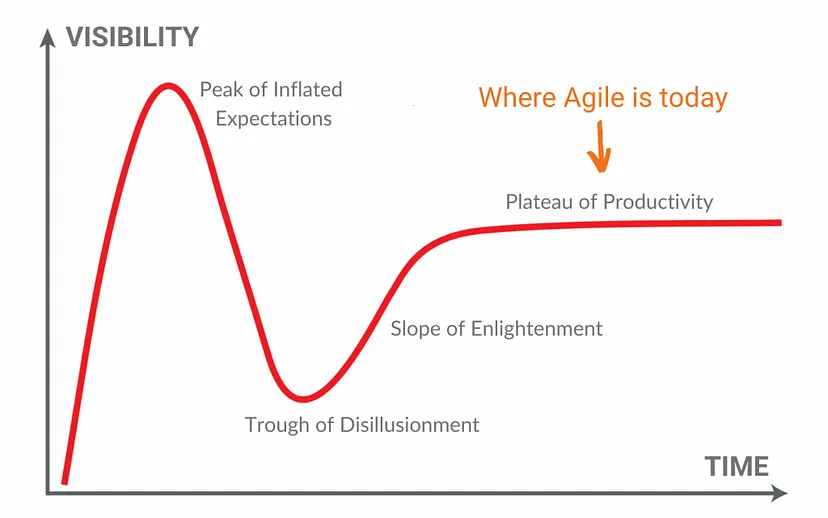 VISIBILITY
Peak of Inflated
Expectations
Where Agile is today
Plateau of Productivity
Slope of Enlightenment
Trough of Disillusionment
TIME